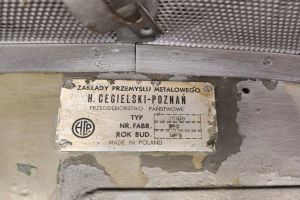 ZAKŁADY PRZEMYSŁU METALOWEGO
H. CEGIELSKI-POZNAŃ
PRZEDSIĘBIORSTWO PAŃSTWOWE
TYP
NR. FABR.
ROK BUD.
MADE IN POLAND